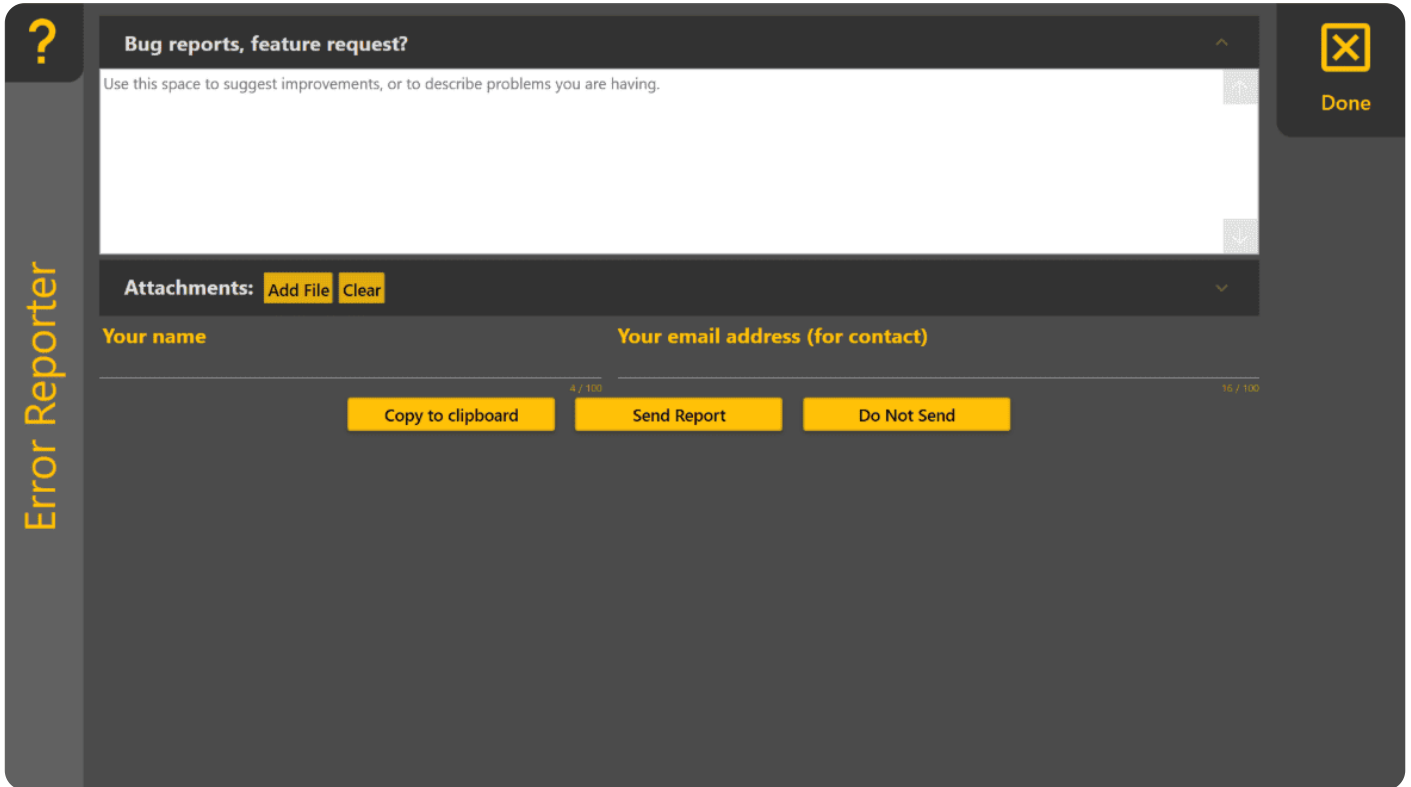 ?
Bug reports, feature request?
Done
Use this space to suggest improvements, or to describe problems you are having.
Error Reporter
Attachments: Add File Clear
Your name Your email address (for contact)
4 / 100 16 / 100
Copy to clipboard Send Report Do Not Send